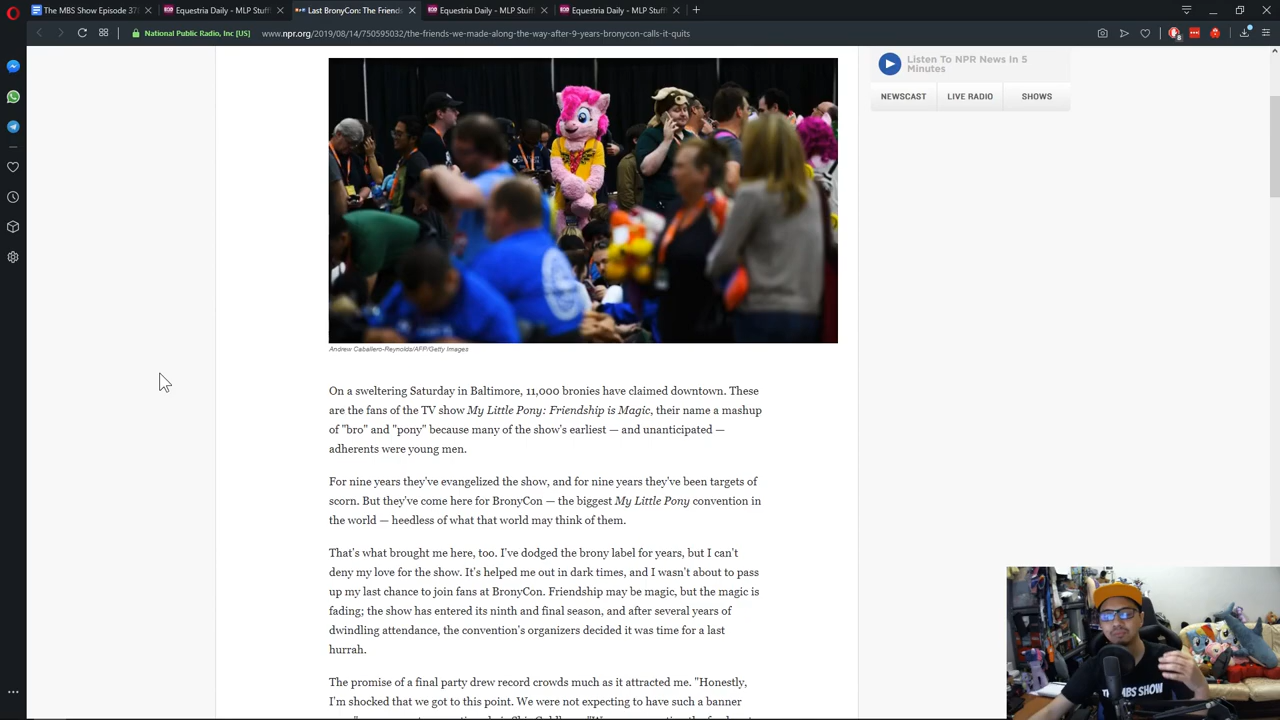 The MBS Show Episode 37
Equestria Daily - MLP Stuff
Last BronyCon: The Friends
Equestria Daily - MLP Stuff
Equestria Daily - MLP Stuff
National Public Radio, Inc [US]
www.npr.org/2019/08/14/750595032/the-friends-we-made-along-the-way-after-9-years-bronycon-calls-it-quits
Listen To NPR News In 5
Minutes
NEWSCAST LIVE RADIO SHOWS
Andrew Caballero-Reynolds/AFP/Getty Images
On a sweltering Saturday in Baltimore, 11,000 bronies have claimed downtown. These
are the fans of the TV show My Little Pony: Friendship is Magic, their name a mashup
of "bro" and "pony" because many of the show's earliest — and unanticipated —
adherents were young men.
For nine years they've evangelized the show, and for nine years they've been targets of
scorn. But they've come here for BronyCon — the biggest My Little Pony convention in
the world — heedless of what that world may think of them.
That's what brought me here, too. I've dodged the brony label for years, but I can't
deny my love for the show. It's helped me out in dark times, and I wasn't about to pass
up my last chance to join fans at BronyCon. Friendship may be magic, but the magic is
fading; the show has entered its ninth and final season, and after several years of
dwindling attendance, the convention's organizers decided it was time for a last
hurrah.
The promise of a final party drew record crowds much as it attracted me. "Honestly,
I'm shocked that we got to this point. We were not expecting to have such a banner
THE MBS SHOW